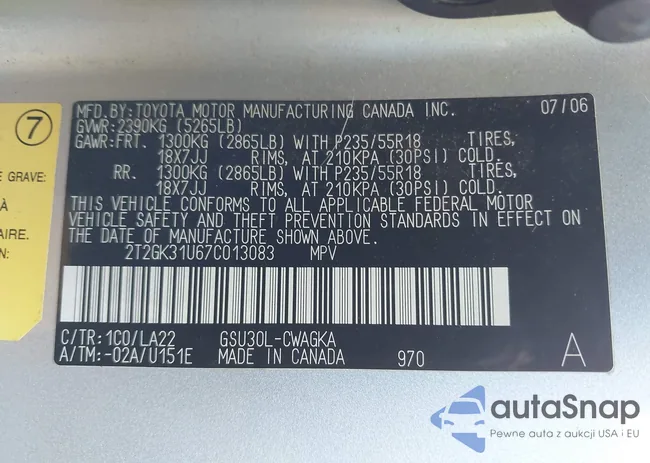 MFD.BY:TOYOTA MOTOR MANUFACTURING CANADA INC. 07/06
GVWR:2390KG (5265LB)
GAWR:FRT. 1300KG (2865LB) WITH P235/55R18 TIRES,
18X7JJ RIMS, AT 210KPA (30PSI) COLD.
RR. 1300KG (2865LB) WITH P235/55R18 TIRES,
18X7JJ RIMS, AT 210KPA (30PSI) COLD.
THIS VEHICLE CONFORMS TO ALL APPLICABLE FEDERAL MOTOR
VEHICLE SAFETY AND THEFT PREVENTION STANDARDS IN EFFECT ON
THE DATE OF MANUFACTURE SHOWN ABOVE.
2T2GK31U67C013083 MPV
C/TR:1C0/LA22 GSU30L-CWAGKA
A/TM:-02A/U151E MADE IN CANADA 970 A
7
E GRAVE:
À
AIRE.
autaSnap
Pewne auta z aukcji USA i EU